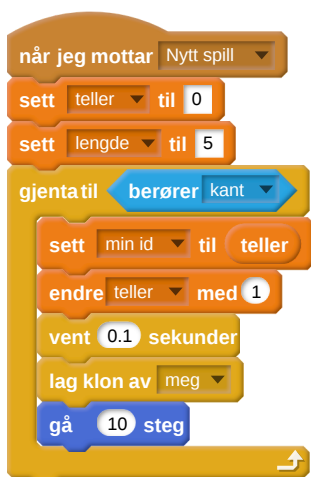 når jeg mottar Nytt spill
sett teller til 0
sett lengde til 5
gjenta til berører kant
sett min id til teller
endre teller med 1
vent 0.1 sekunder
lag klon av meg
gå 10 steg